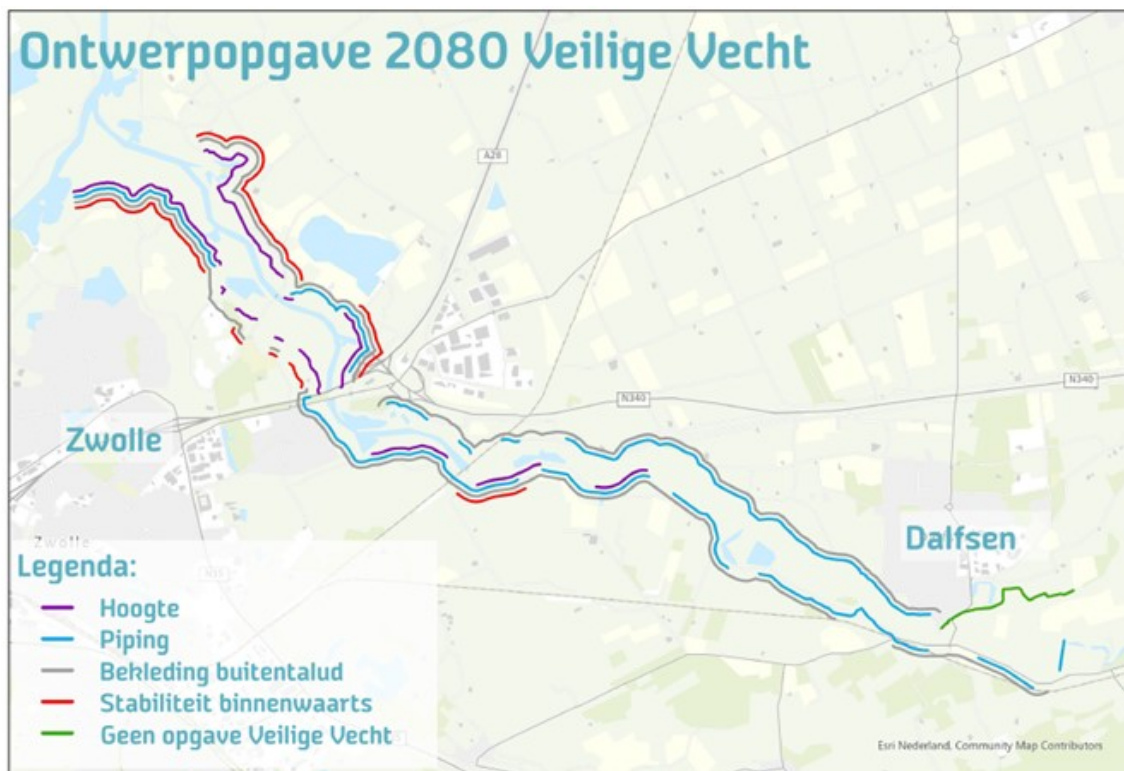 Ontwerpopgave 2080 Veilige Vecht
A28
N340
N340
Zwolle
Dalfsen
Zwolle
N35
Legenda:
Hoogte
Piping
Bekleding buitentalud
Stabiliteit binnenwaarts
Geen opgave Veilige Vecht
Esri Nederland, Community Map Contributors